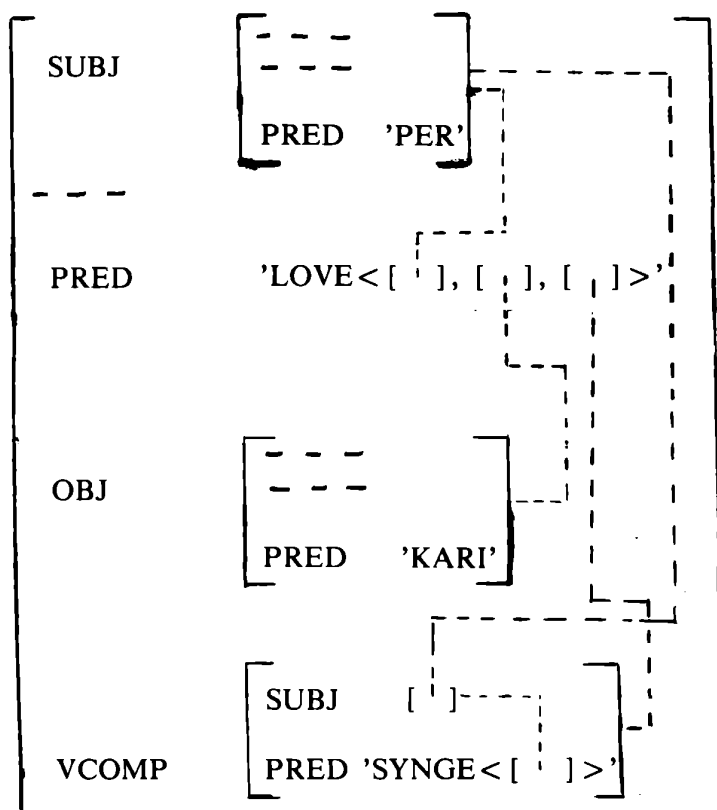 SUBJ
PRED 'PER'
PRED 'LOVE<[ ], [ ], [ ]>'
OBJ
PRED 'KARI'
SUBJ [ ]
VCOMP PRED 'SYNGE<[ ]>'